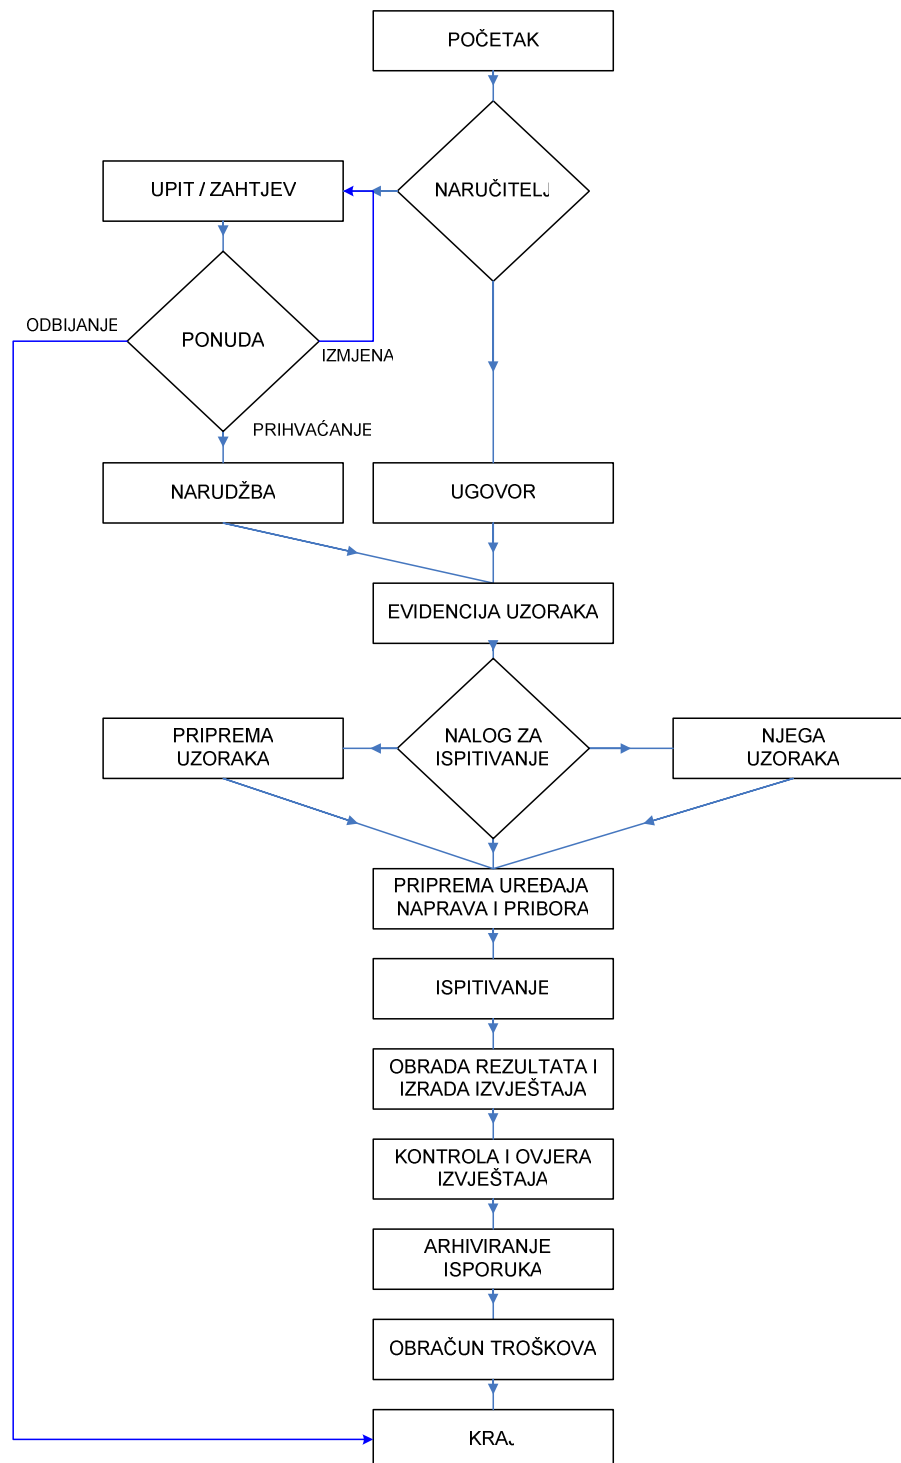 POČETAK
NARUČITELJ
UPIT / ZAHTJEV
ODBIJANJE
PONUDA
IZMJENA
PRIHVAĆANJE
NARUDŽBA
UGOVOR
EVIDENCIJA UZORAKA
PRIPREMA
UZORAKA
NALOG ZA
ISPITIVANJE
NJEGA
UZORAKA
PRIPREMA UREĐAJA
NAPRAVA I PRIBORA
ISPITIVANJE
OBRADA REZULTATA I
IZRADA IZVJEŠTAJA
KONTROLA I OVJERA
IZVJEŠTAJA
ARHIVIRANJE
ISPORUKA
OBRAČUN TROŠKOVA
KRAJ